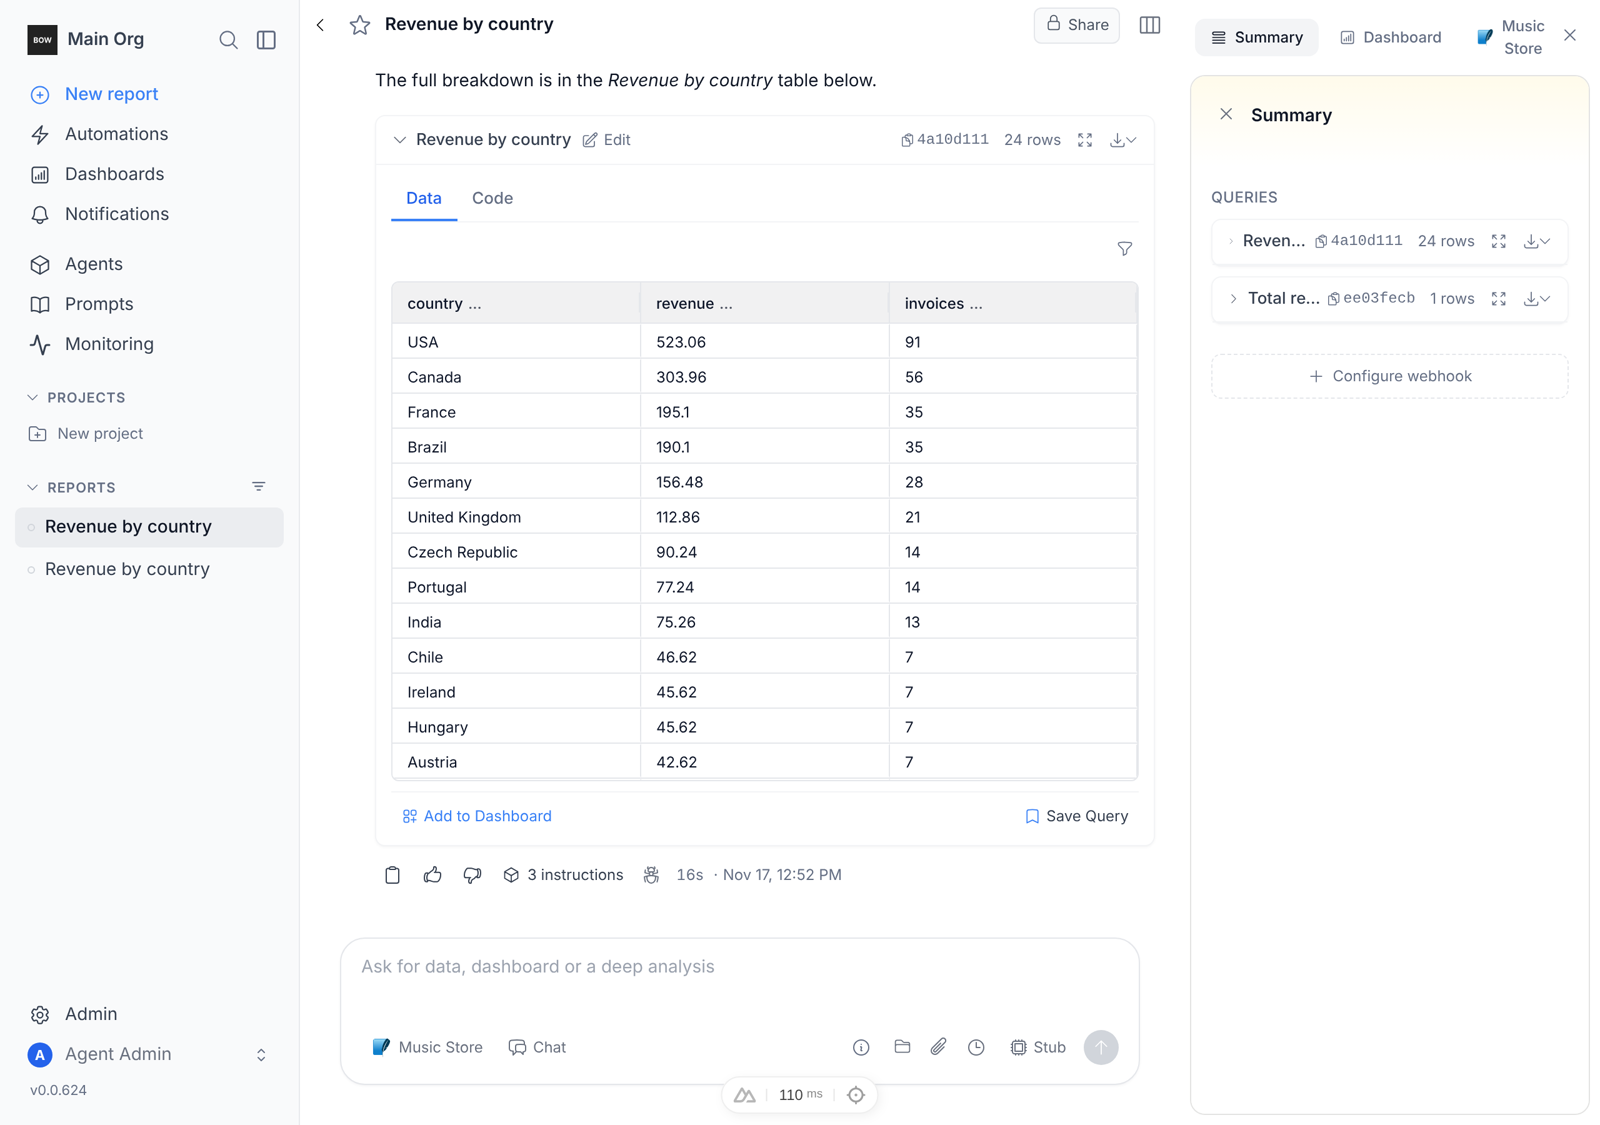 BOW Main Org
New report
Automations
Dashboards
Notifications
Agents
Prompts
Monitoring
PROJECTS
New project
REPORTS
Revenue by country
Revenue by country
Admin
A Agent Admin
v0.0.624
Revenue by country
Share
The full breakdown is in the Revenue by country table below.
Revenue by country Edit 4a10d111 24 rows
Data Code
country ... revenue ... invoices ...
USA 523.06 91
Canada 303.96 56
France 195.1 35
Brazil 190.1 35
Germany 156.48 28
United Kingdom 112.86 21
Czech Republic 90.24 14
Portugal 77.24 14
India 75.26 13
Chile 46.62 7
Ireland 45.62 7
Hungary 45.62 7
Austria 42.62 7
Add to Dashboard Save Query
3 instructions 16s · Nov 17, 12:52 PM
Ask for data, dashboard or a deep analysis
Music Store Chat Stub
110 ms
Summary Dashboard Music Store
Summary
QUERIES
Reven... 4a10d111 24 rows
Total re... ee03fecb 1 rows
Configure webhook